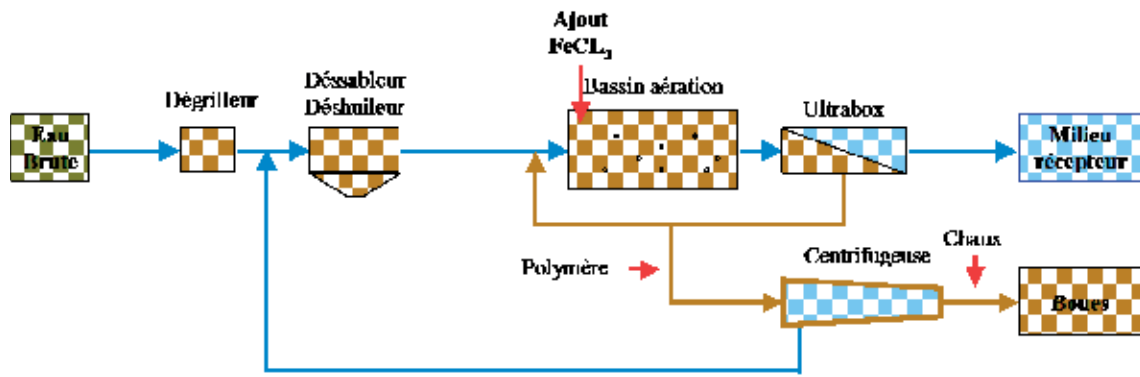 Ajout
FeCL3
Dégrilleur
Déssableur
Déshuileur
Bassin aération
Ultrabox
Eau
Brute
Milieu
récepteur
Polymère
Centrifugeuse
Chaux
Boues